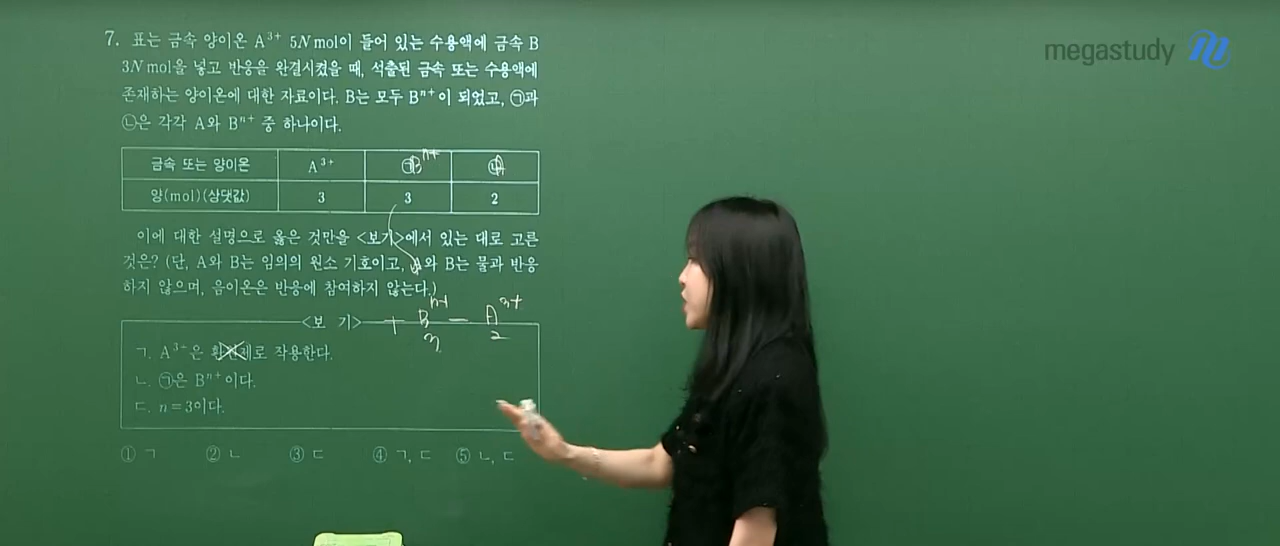 megastudy
7. 표는 금속 양이온 A³⁺ 5N mol이 들어 있는 수용액에 금속 B
3N mol을 넣고 반응을 완결시켰을 때, 석출된 금속 또는 수용액에
존재하는 양이온에 대한 자료이다. B는 모두 Bⁿ⁺이 되었고, ㉠과
㉡은 각각 A와 Bⁿ⁺ 중 하나이다.
금속 또는 양이온 A³⁺ ㉠ Bⁿ⁺ ㉡ A
양(mol)(상댓값) 3 3 2
이에 대한 설명으로 옳은 것만을 <보기>에서 있는 대로 고른
것은? (단, A와 B는 임의의 원소 기호이고, A와 B는 물과 반응
하지 않으며, 음이온은 반응에 참여하지 않는다.)
+ Bⁿ⁺ − A³⁺
3 2
<보 기>
ㄱ. A³⁺은 환원제로 작용한다.
ㄴ. ㉠은 Bⁿ⁺이다.
ㄷ. n=3이다.
① ㄱ ② ㄴ ③ ㄷ ④ ㄱ, ㄷ ⑤ ㄴ, ㄷ